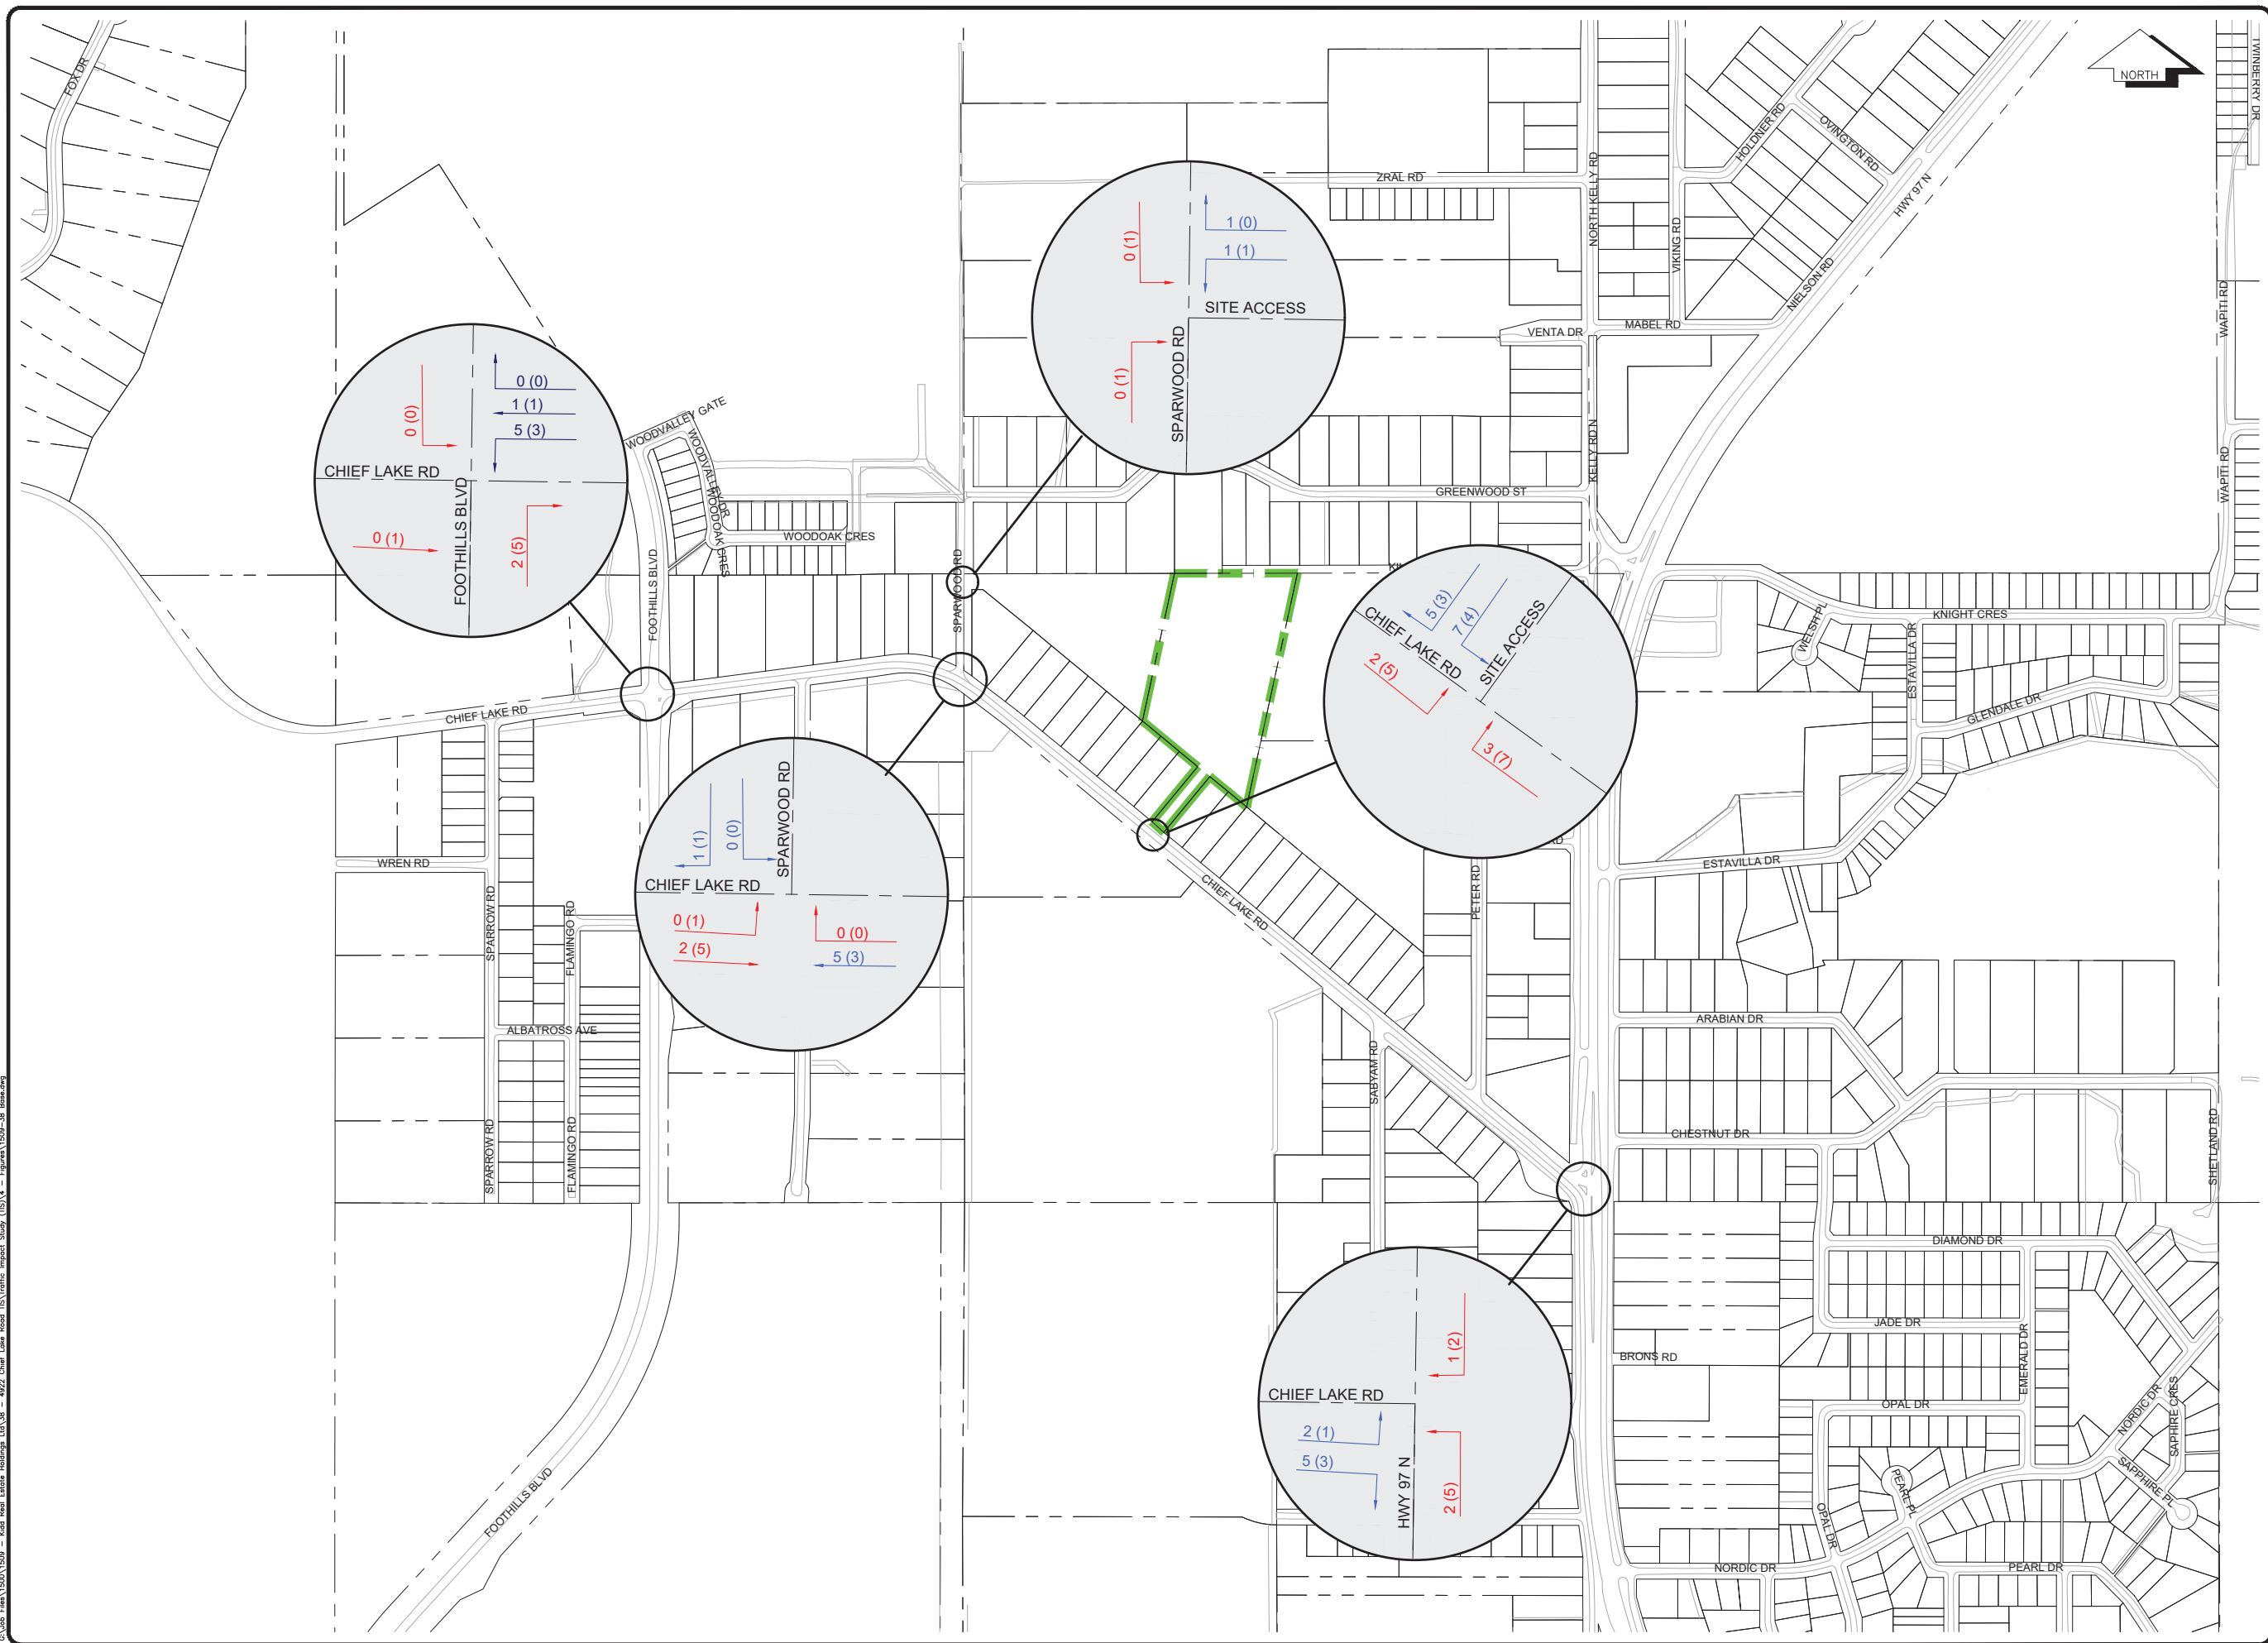 FOX DR
NORTH
TWINBERRY DR
HOLDNER RD
OVINGTON RD
HWY 97 N
ZRAL RD
NORTH KELLY RD
VIKING RD
NIELSON RD
WAPITI RD
VENTA DR
MABEL RD
0 (1)
1 (0)
1 (1)
SITE ACCESS
0 (1)
SPARWOOD RD
0 (0)
0 (0)
1 (1)
5 (3)
CHIEF LAKE RD
FOOTHILLS BLVD
0 (1)
2 (5)
WOODVALLEY GATE
WOODVALLEY DR
WOODOAK CRES
WOODOAK CRES
FOOTHILLS BLVD
SPARWOOD RD
GREENWOOD ST
KELLY RD N
WAPITI RD
5 (3)
7 (4)
CHIEF LAKE RD
SITE ACCESS
2 (5)
3 (7)
WELSH PL
KNIGHT CRES
ESTAVILLA DR
GLENDALE DR
CHIEF LAKE RD
1 (1)
0 (0)
SPARWOOD RD
CHIEF LAKE RD
0 (1)
2 (5)
0 (0)
5 (3)
WREN RD
SPARROW RD
FLAMINGO RD
ALBATROSS AVE
SPARROW RD
FLAMINGO RD
CHIEF LAKE RD
PETER RD
RD
ESTAVILLA DR
ARABIAN DR
SABYAM RD
CHESTNUT DR
SHETLAND RD
DIAMOND DR
JADE DR
EMERALD DR
BRONS RD
1 (2)
CHIEF LAKE RD
2 (1)
5 (3)
HWY 97 N
2 (5)
OPAL DR
NORDIC DR
SAPHIRE CRES
SAPPHIRE PL
PEARL PL
OPAL DR
NORDIC DR
PEARL DR
FOOTHILLS BLVD